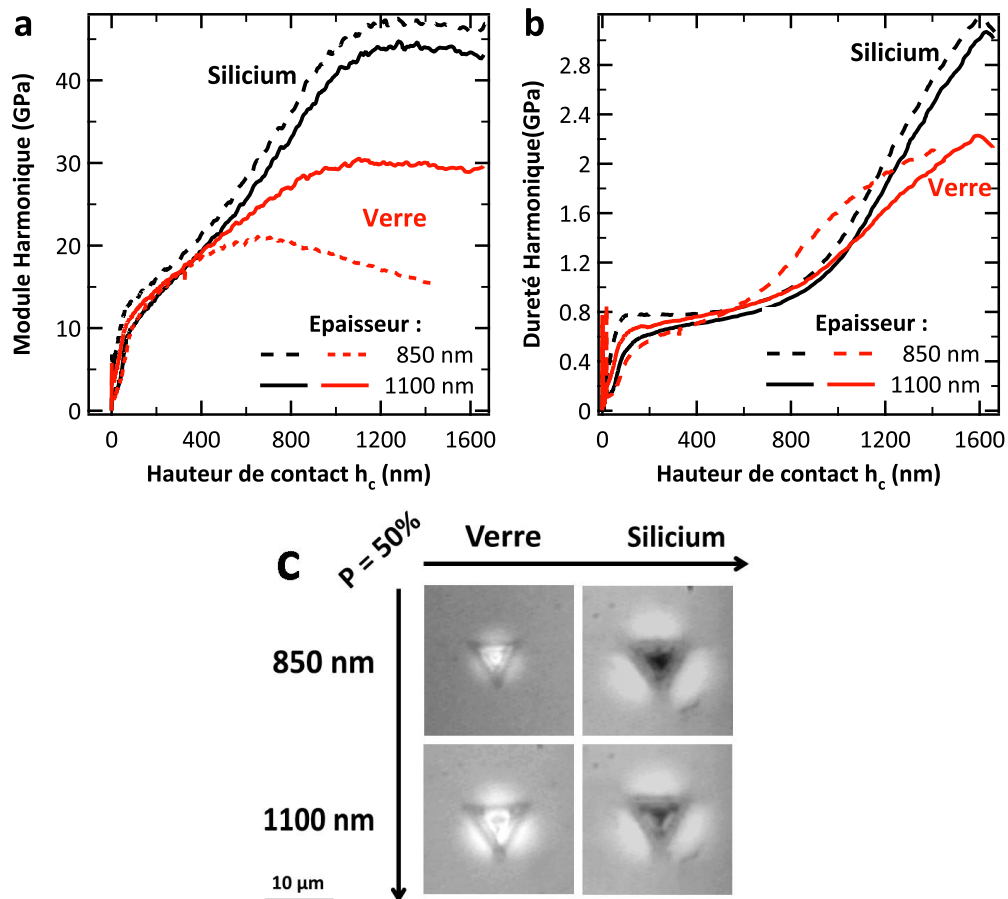 a
Module Harmonique (GPa)
40
30
20
10
0
Silicium
Verre
Epaisseur :
850 nm
1100 nm
0 400 800 1200 1600
Hauteur de contact hc (nm)
b
Dureté Harmonique(GPa)
2.8
2.4
2
1.6
1.2
0.8
0.4
0
Silicium
Verre
Epaisseur :
850 nm
1100 nm
0 400 800 1200 1600
Hauteur de contact hc (nm)
c
P = 50%
Verre Silicium
850 nm
1100 nm
10 µm